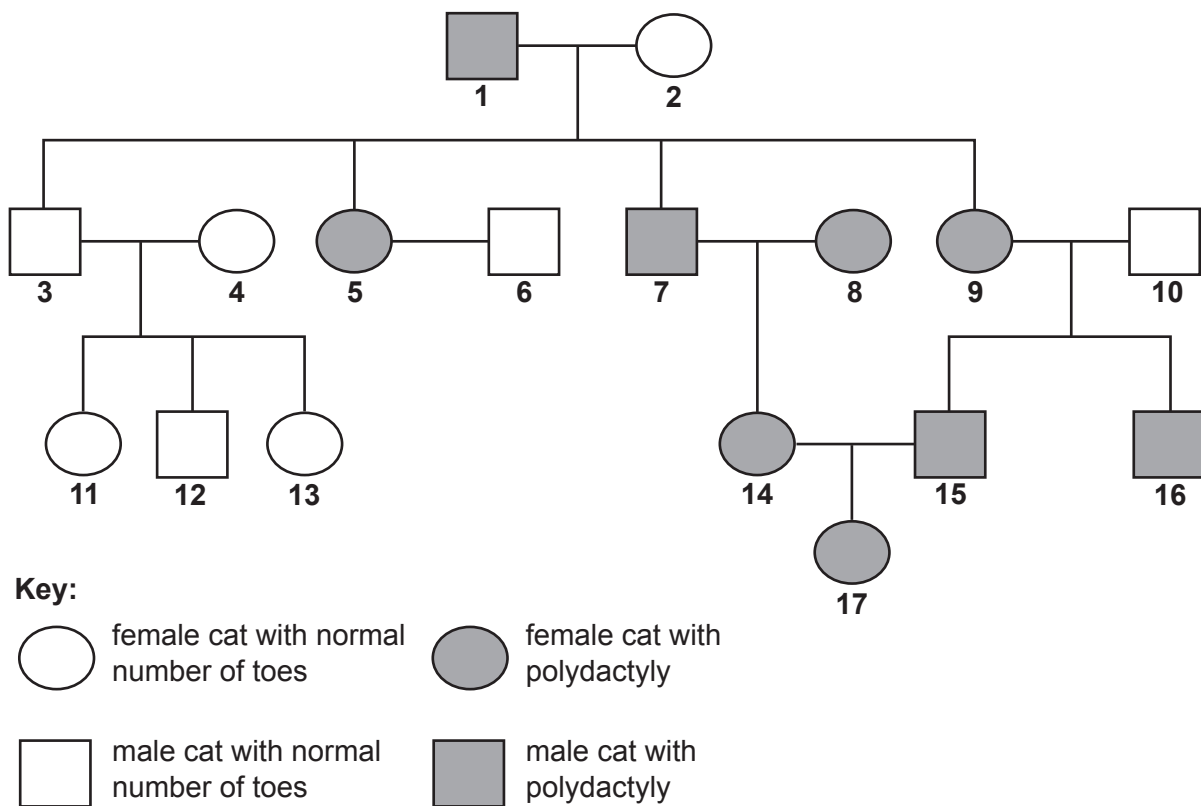 1
2
3
4
5
6
7
8
9
10
11
12
13
14
15
16
17
Key:
female cat with normal
number of toes
female cat with
polydactyly
male cat with normal
number of toes
male cat with
polydactyly